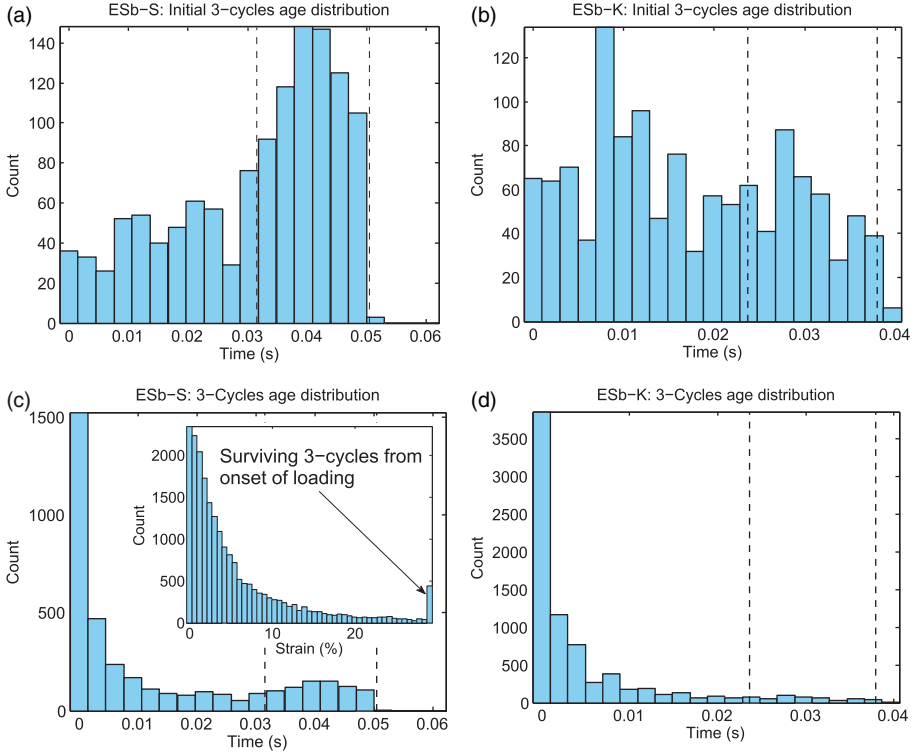 (a)
ESb−S: Initial 3−cycles age distribution
140
120
100
80
60
40
20
0
Count
0 0.01 0.02 0.03 0.04 0.05 0.06
Time (s)
(b)
ESb−K: Initial 3−cycles age distribution
120
100
80
60
40
20
0
Count
0 0.01 0.02 0.03 0.04
Time (s)
(c)
ESb−S: 3−Cycles age distribution
1500
1000
500
0
Count
0 0.01 0.02 0.03 0.04 0.05 0.06
Time (s)
2000
1500
1000
500
0
Count
0 10 20
Strain (%)
Surviving 3−cycles from
onset of loading
(d)
ESb−K: 3−Cycles age distribution
3500
3000
2500
2000
1500
1000
500
0
Count
0 0.01 0.02 0.03 0.04
Time (s)